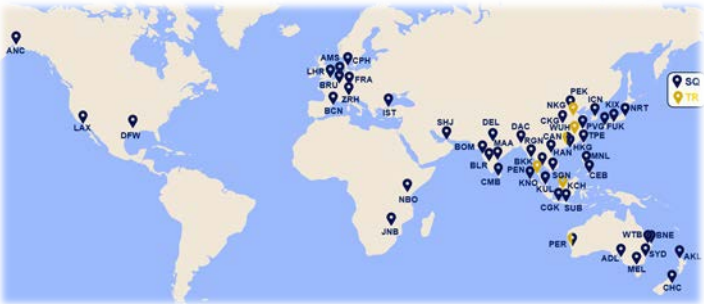 ANC
LAX
DFW
AMS
CPH
LHR
FRA
BRU
ZRH
BCN
IST
NBO
JNB
SHJ
DEL
DAC
BOM
MAA
BLR
CMB
RGN
PEK
NKG
ICN
KIX
NRT
CKG
WUH
PVG
FUK
CAN
TPE
HKG
HAN
MNL
BKK
PEN
SGN
CEB
KNO
KUL
KCH
CGK
SUB
PER
WTB
BNE
ADL
SYD
AKL
MEL
CHC
SQ
TR